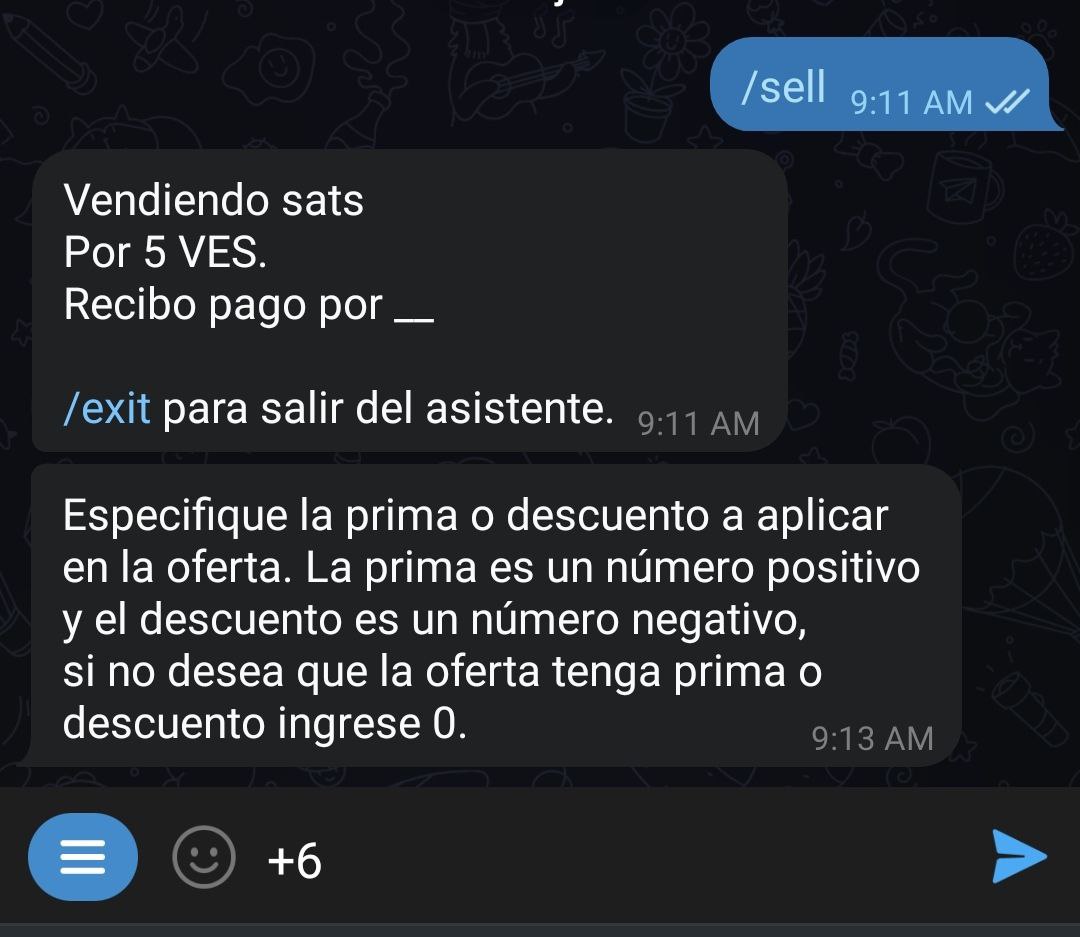 /sell 9:11 AM
Vendiendo sats
Por 5 VES.
Recibo pago por __
/exit para salir del asistente. 9:11 AM
Especifique la prima o descuento a aplicar
en la oferta. La prima es un número positivo
y el descuento es un número negativo,
si no desea que la oferta tenga prima o
descuento ingrese 0. 9:13 AM
+6